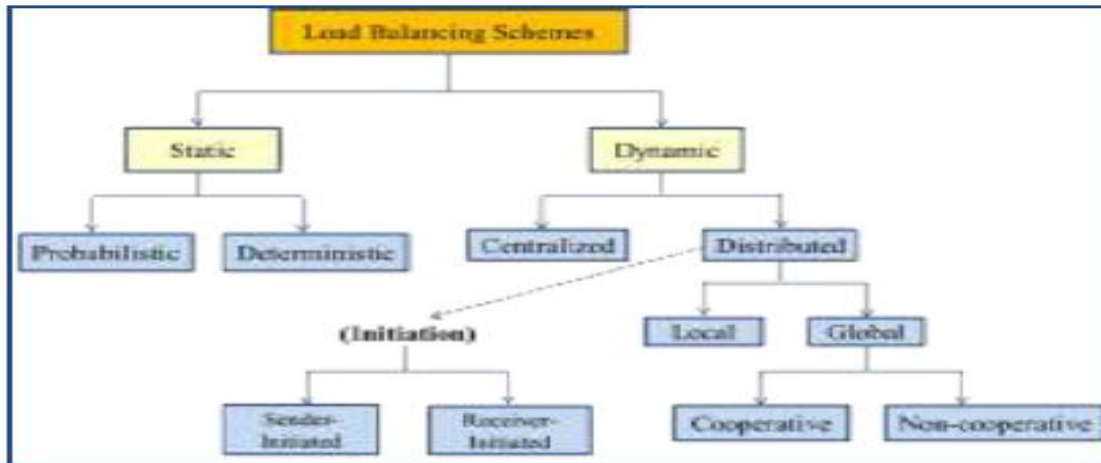 Load Balancing Schemes
Static
Dynamic
Probabilistic
Deterministic
Centralized
Distributed
(Initiation)
Local
Global
Sender-
Initiated
Receiver-
Initiated
Cooperative
Non-cooperative